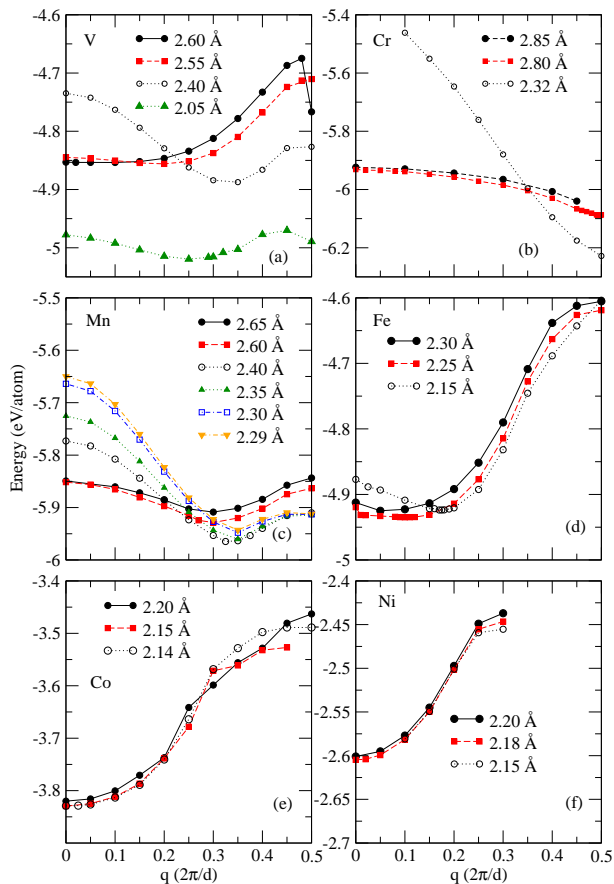 V
2.60 Å
2.55 Å
2.40 Å
2.05 Å
(a)
-4.6
-4.7
-4.8
-4.9
-5
Cr
2.85 Å
2.80 Å
2.32 Å
(b)
-5.4
-5.6
-5.8
-6
-6.2
Mn
2.65 Å
2.60 Å
2.40 Å
2.35 Å
2.30 Å
2.29 Å
(c)
-5.5
-5.6
-5.7
-5.8
-5.9
-6
Energy (eV/atom)
Fe
2.30 Å
2.25 Å
2.15 Å
(d)
-4.6
-4.7
-4.8
-4.9
-5
Co
2.20 Å
2.15 Å
2.14 Å
(e)
-3.4
-3.5
-3.6
-3.7
-3.8
0 0.1 0.2 0.3 0.4
q (2π/d)
Ni
2.20 Å
2.18 Å
2.15 Å
(f)
-2.4
-2.45
-2.5
-2.55
-2.6
-2.65
-2.7
0 0.1 0.2 0.3 0.4 0.5
q (2π/d)